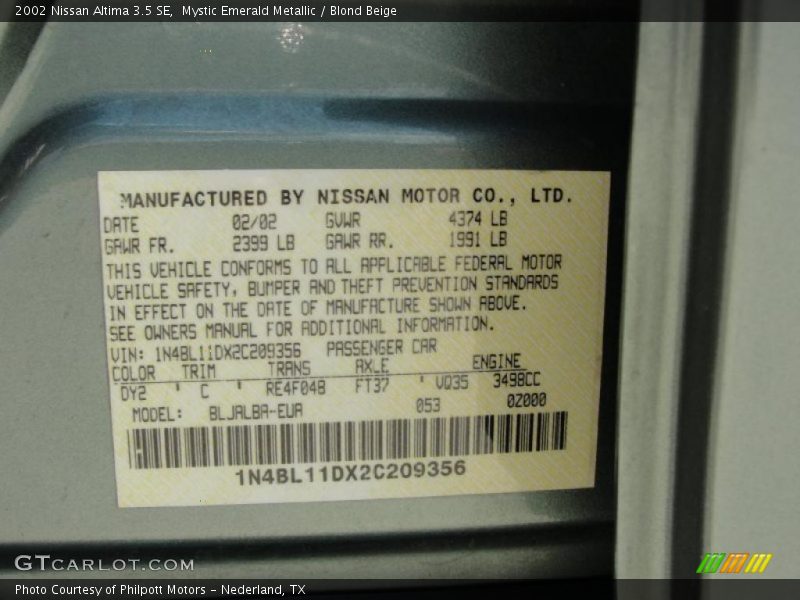 2002 Nissan Altima 3.5 SE,  Mystic Emerald Metallic / Blond Beige
MANUFACTURED BY NISSAN MOTOR CO., LTD.
DATE 02/02 GVWR 4374 LB
GAWR FR. 2399 LB GAWR RR. 1991 LB
THIS VEHICLE CONFORMS TO ALL APPLICABLE FEDERAL MOTOR
VEHICLE SAFETY, BUMPER AND THEFT PREVENTION STANDARDS
IN EFFECT ON THE DATE OF MANUFACTURE SHOWN ABOVE.
SEE OWNERS MANUAL FOR ADDITIONAL INFORMATION.
VIN: 1N4BL11DX2C209356 PASSENGER CAR
COLOR TRIM TRANS AXLE ENGINE
DY2 ' C ' RE4F04B FT37 ' VQ35 3498CC
MODEL: BLJALBA-EUA 053 0Z000
1N4BL11DX2C209356
GTCARLOT.COM
Photo Courtesy of Philpott Motors - Nederland, TX